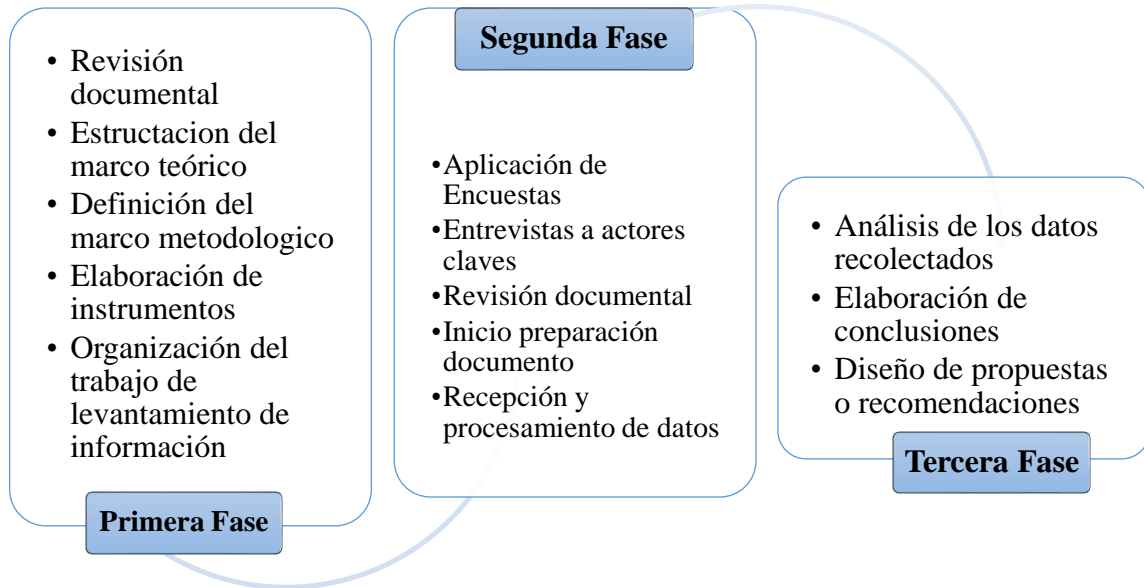 • Revisión
documental
• Estructacion del
marco teórico
• Definición del
marco metodologico
• Elaboración de
instrumentos
• Organización del
trabajo de
levantamiento de
información
Primera Fase
Segunda Fase
•Aplicación de
Encuestas
•Entrevistas a actores
claves
•Revisión documental
•Inicio preparación
documento
•Recepción y
procesamiento de datos
• Análisis de los datos
recolectados
• Elaboración de
conclusiones
• Diseño de propuestas
o recomendaciones
Tercera Fase